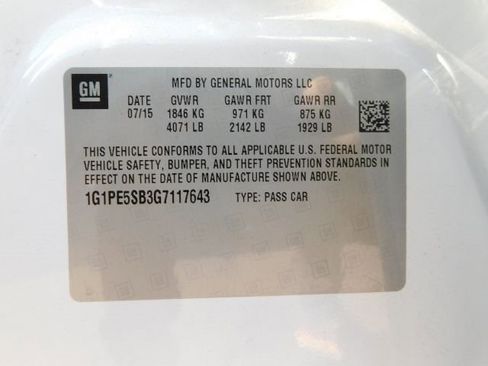 GM
MFD BY GENERAL MOTORS LLC
DATE GVWR GAWR FRT GAWR RR
07/15 1846 KG 971 KG 875 KG
4071 LB 2142 LB 1929 LB
THIS VEHICLE CONFORMS TO ALL APPLICABLE U.S. FEDERAL MOTOR
VEHICLE SAFETY, BUMPER, AND THEFT PREVENTION STANDARDS IN
EFFECT ON THE DATE OF MANUFACTURE SHOWN ABOVE.
1G1PE5SB3G7117643 TYPE: PASS CAR